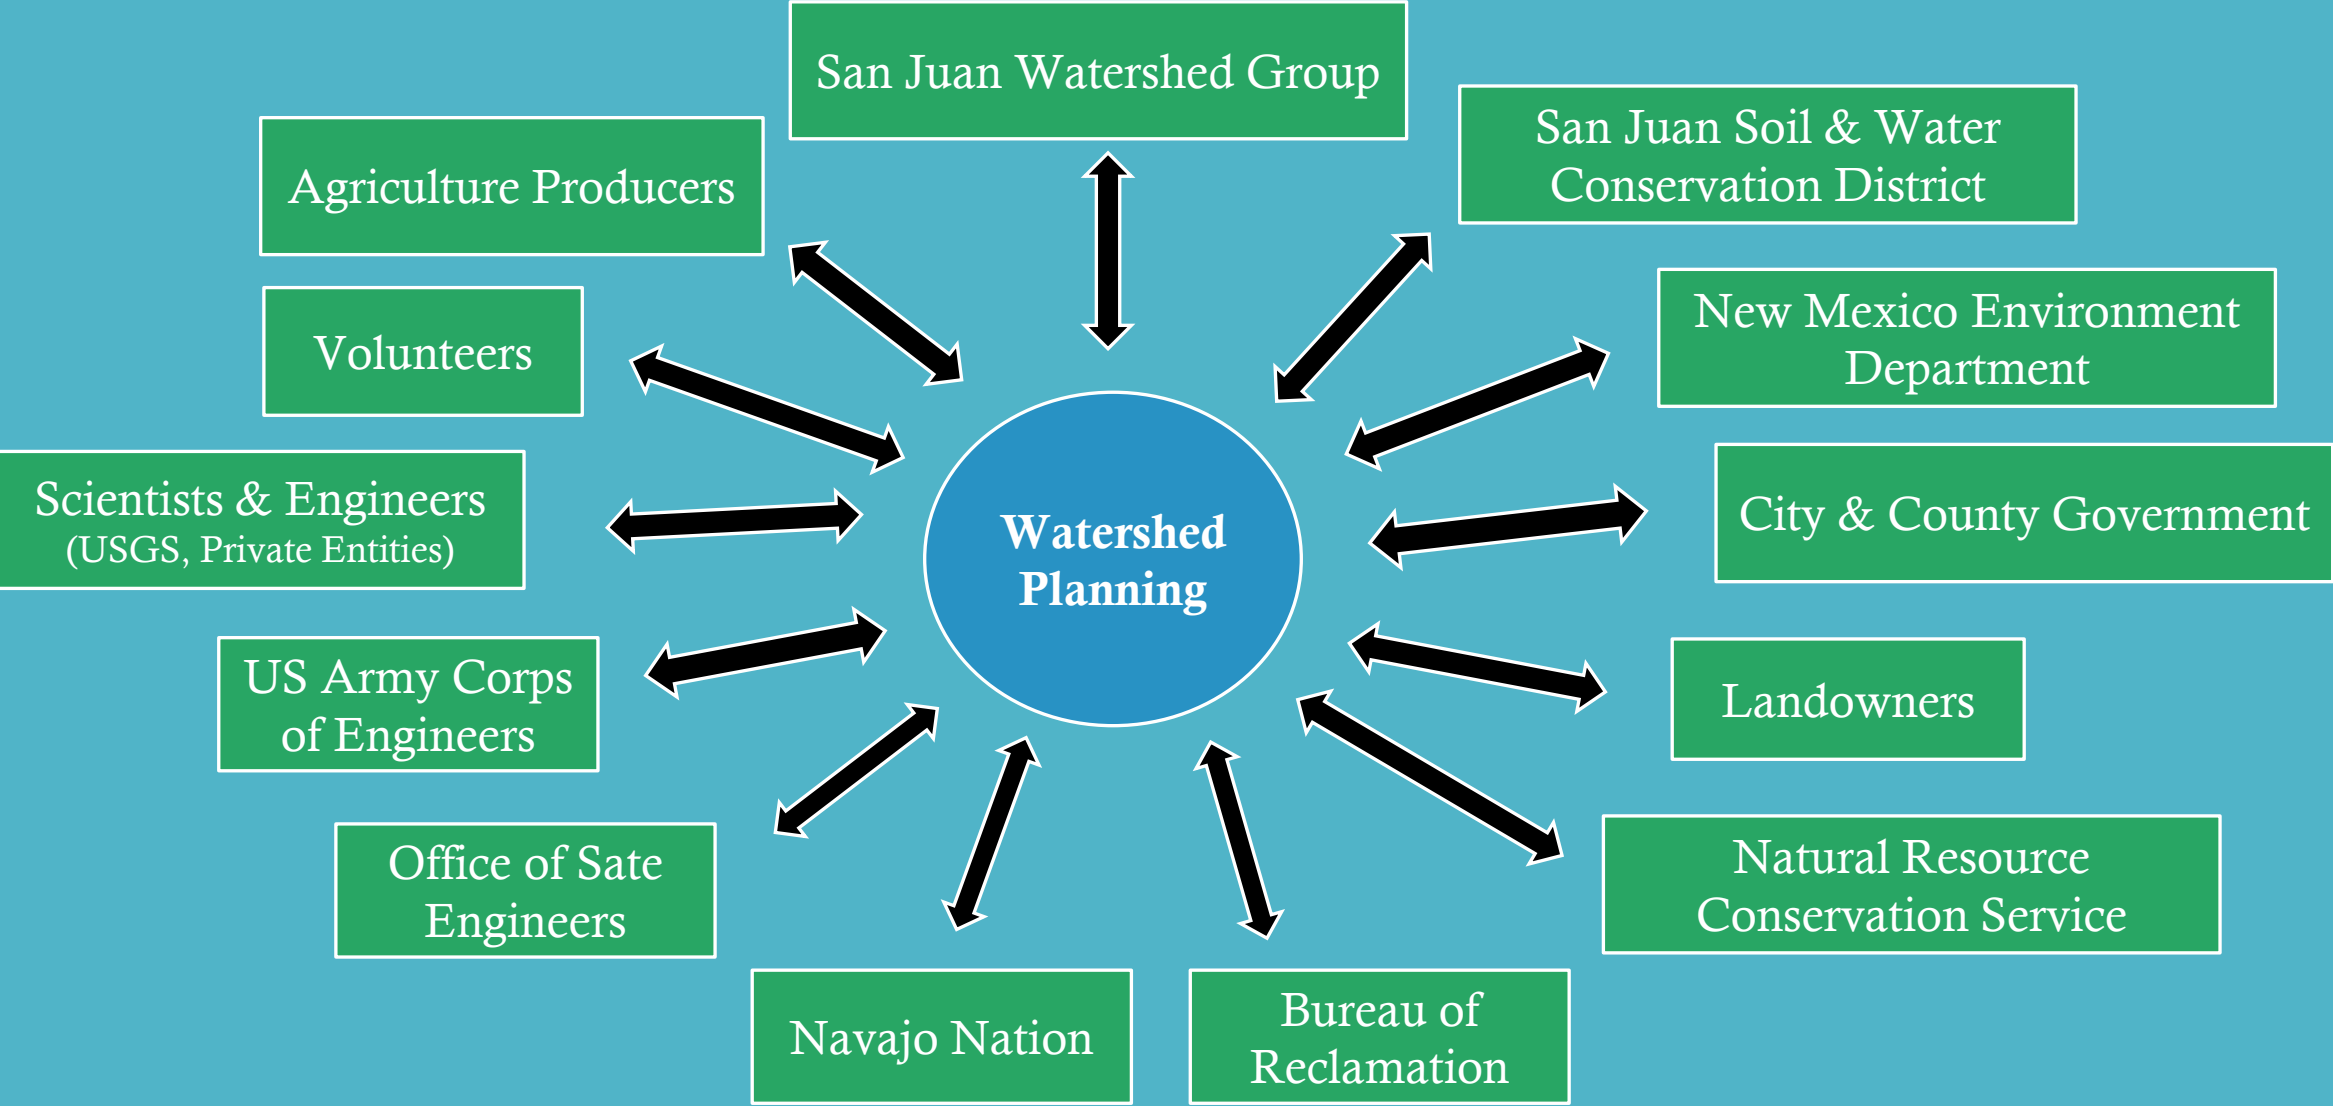 San Juan Watershed Group
San Juan Soil & Water
Conservation District
Agriculture Producers
New Mexico Environment
Department
Volunteers
Scientists & Engineers
(USGS, Private Entities)
City & County Government
Watershed
Planning
US Army Corps
of Engineers
Landowners
Office of Sate
Engineers
Natural Resource
Conservation Service
Navajo Nation
Bureau of
Reclamation